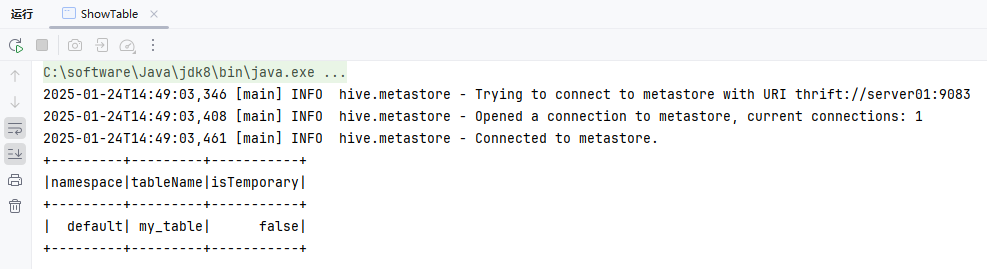 运行 ShowTable
C:\software\Java\jdk8\bin\java.exe ...
2025-01-24T14:49:03,346 [main] INFO  hive.metastore - Trying to connect to metastore with URI thrift://server01:9083
2025-01-24T14:49:03,408 [main] INFO  hive.metastore - Opened a connection to metastore, current connections: 1
2025-01-24T14:49:03,461 [main] INFO  hive.metastore - Connected to metastore.
+---------+---------+-----------+
|namespace|tableName|isTemporary|
+---------+---------+-----------+
|  default| my_table|      false|
+---------+---------+-----------+